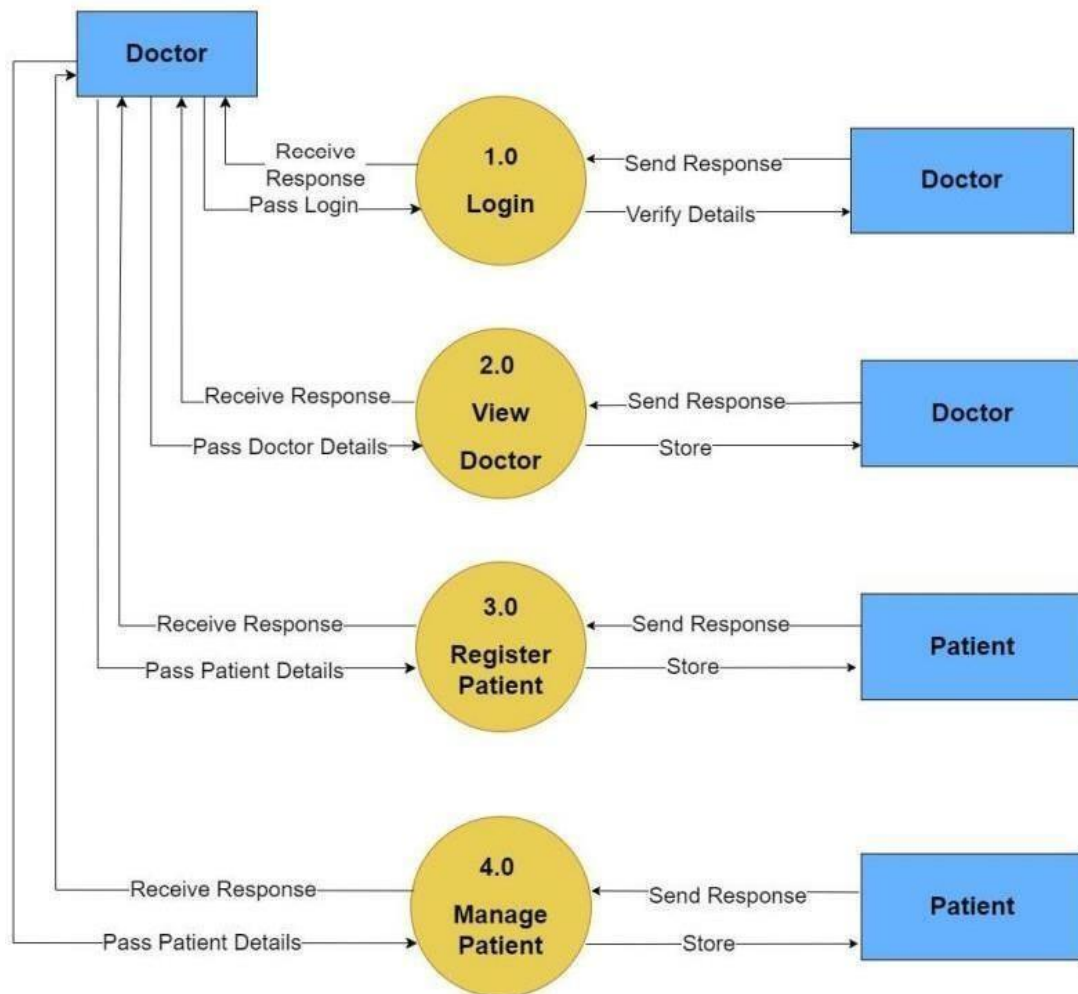 Doctor
Receive
Response
Pass Login
1.0
Login
Send Response
Verify Details
Doctor
Receive Response
Pass Doctor Details
2.0
View
Doctor
Send Response
Store
Doctor
Receive Response
Pass Patient Details
3.0
Register
Patient
Send Response
Store
Patient
Receive Response
Pass Patient Details
4.0
Manage
Patient
Send Response
Store
Patient